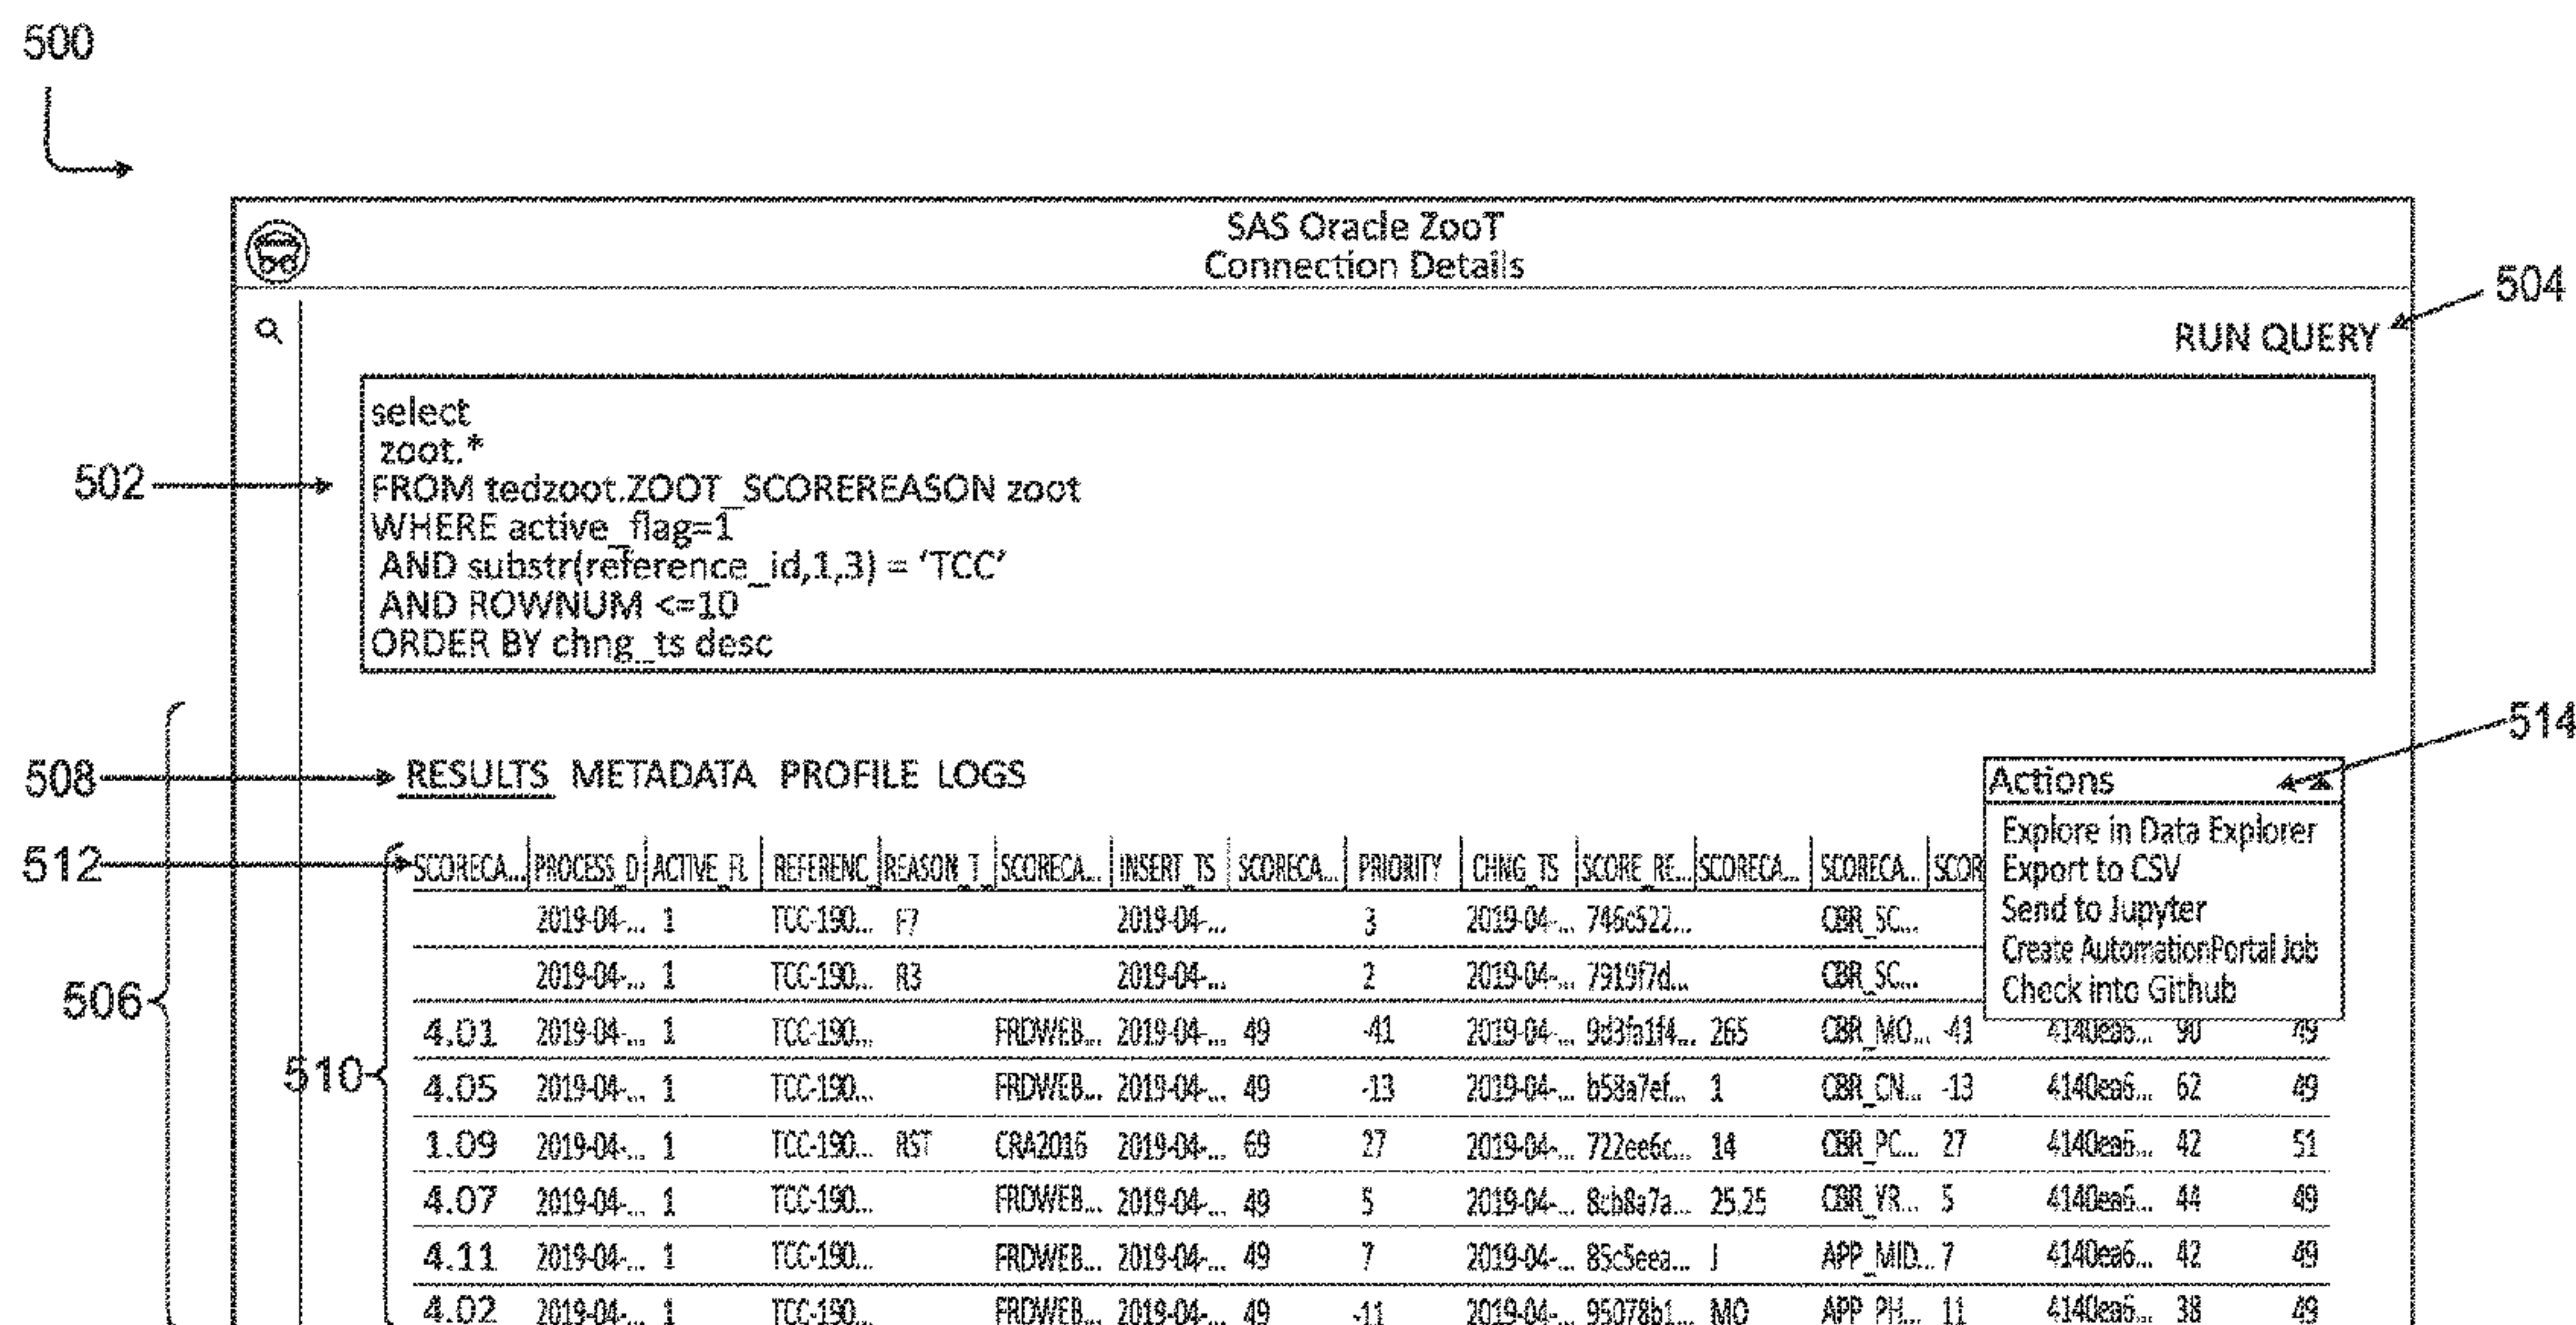 500
SAS Oracle ZooT
Connection Details
504
RUN QUERY
select
zoot.*
502
FROM tedzoot.ZOOT_SCOREREASON zoot
WHERE active_flag=1
AND substr(reference_id,1,3) = ‘TCC’
AND ROWNUM <=10
ORDER BY chng_ts desc
514
508
RESULTS METADATA PROFILE LOGS
Actions
Explore in Data Explorer
Export to CSV
Send to Jupyter
Create AutomationPortal Job
Check into Github
512
SCORECA... PROCESS_D ACTIVE_FL REFERENC_ REASON_T_ SCORECA... INSERT_TS SCORECA... PRIORITY CHNG_TS SCORE_RE... SCORECA... SCORECA... SCOR
2019-04-... 1 TCC-190... F7 2019-04-... 3 2019-04-... 746c522... CBR_SC...
2019-04-... 1 TCC-190... R3 2019-04-... 2 2019-04-... 7919f7d... CBR_SC...
506
4.01 2019-04-... 1 TCC-190... FRDWEB... 2019-04-... 49 -41 2019-04-... 9d3fa1f4... 265 CBR_MO... -41 4140ea6... 90 49
510
4.05 2019-04-... 1 TCC-190... FRDWEB... 2019-04-... 49 -13 2019-04-... b58a7ef... 1 CBR_CN... -13 4140ea6... 62 49
1.09 2019-04-... 1 TCC-190... RST CRA2016 2019-04-... 69 27 2019-04-... 722ee6c... 14 CBR_PC... 27 4140ea6... 42 51
4.07 2019-04-... 1 TCC-190... FRDWEB... 2019-04-... 49 5 2019-04-... 8cb8a7a... 25.25 CBR_YR... 5 4140ea6... 44 49
4.11 2019-04-... 1 TCC-190... FRDWEB... 2019-04-... 49 7 2019-04-... 85c5eea... J APP_MID... 7 4140ea6... 42 49
4.02 2019-04-... 1 TCC-190... FRDWEB... 2019-04-... 49 -11 2019-04-... 95078b1... MO APP_PH... 11 4140ea6... 38 49